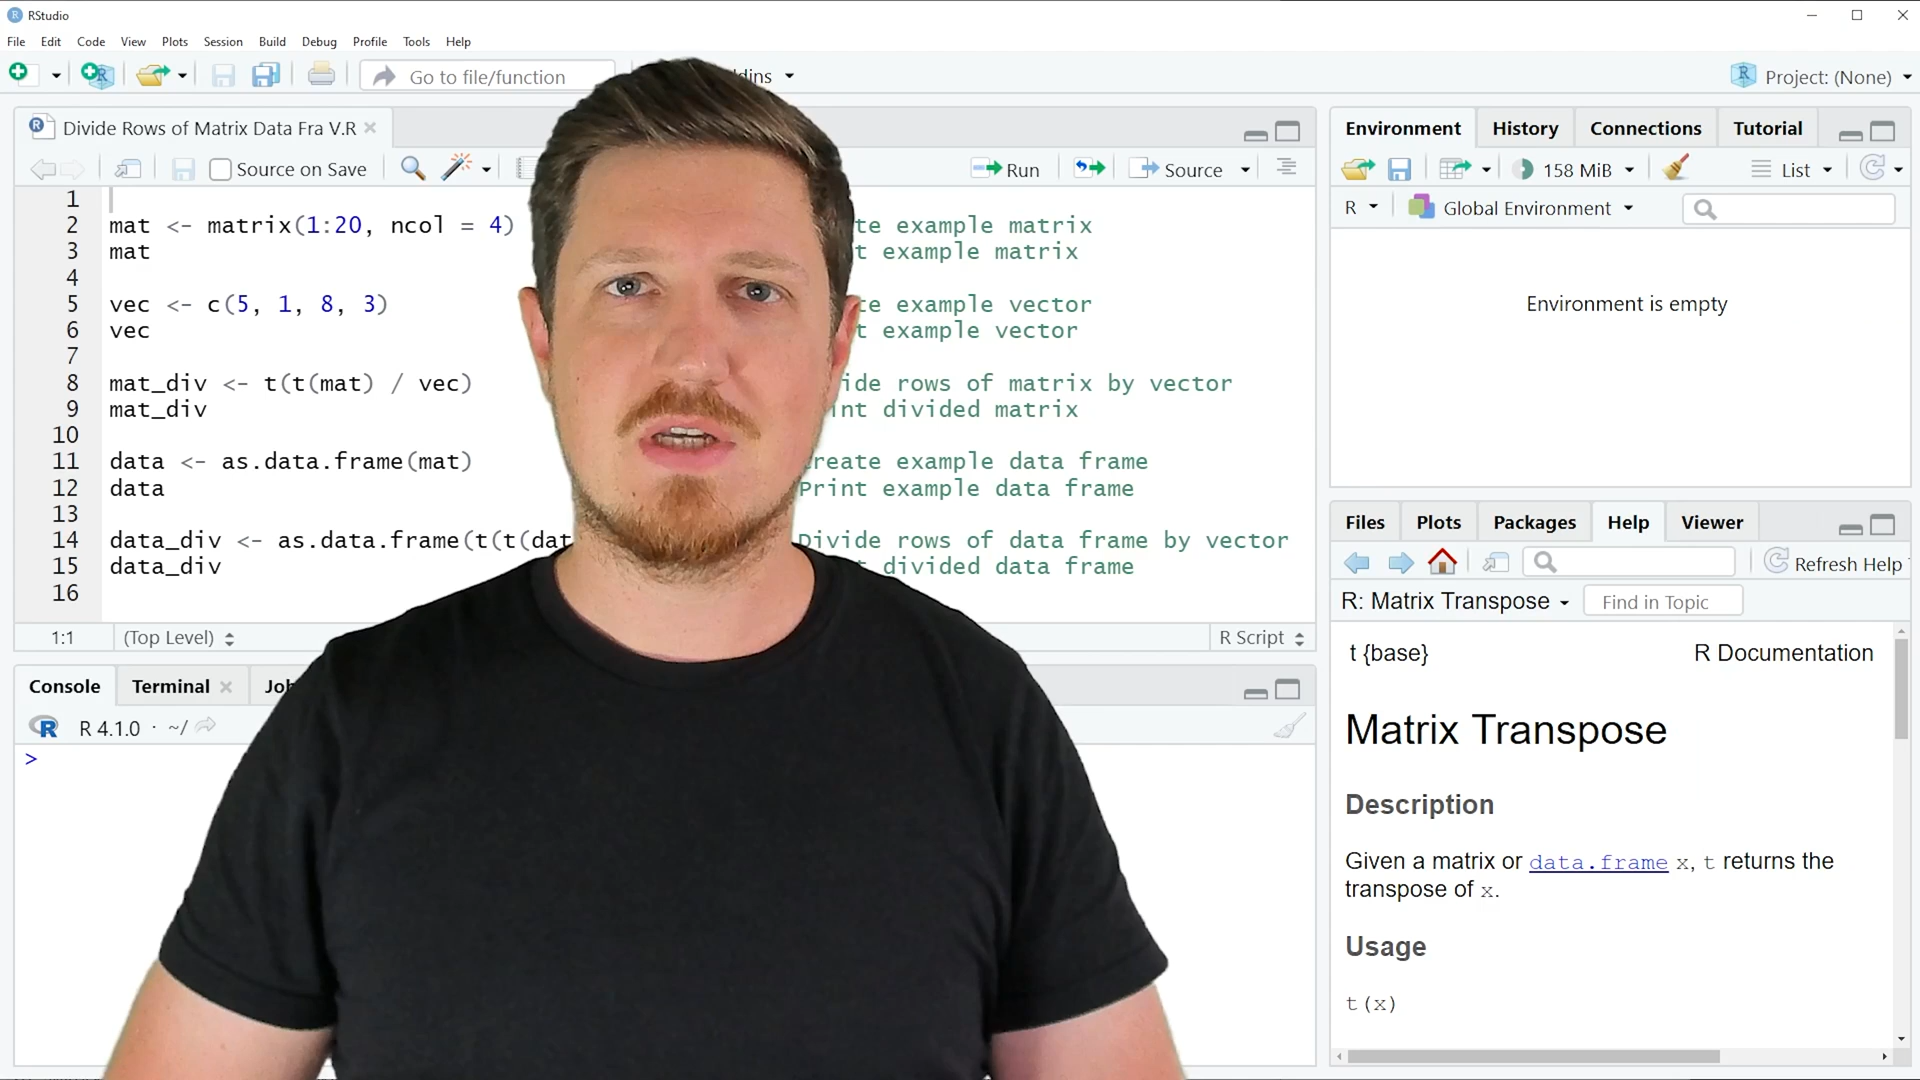 RStudio
File Edit Code View Plots Session Build Debug Profile Tools Help
Go to file/function
Project: (None)
Divide Rows of Matrix Data Fra V.R
Source on Save
Run
Source
1
2 mat <- matrix(1:20, ncol = 4) example matrix
3 mat example matrix
4
5 vec <- c(5, 1, 8, 3) example vector
6 vec example vector
7
8 mat_div <- t(t(mat) / vec) rows of matrix by vector
9 mat_div divided matrix
10
11 data <- as.data.frame(mat) example data frame
12 data Print example data frame
13
14 data_div <- as.data.frame(t(t(dat Divide rows of data frame by vector
15 data_div divided data frame
16
1:1 (Top Level) R Script
Console Terminal
R 4.1.0 · ~/
>
Environment History Connections Tutorial
158 MiB List
R Global Environment
Environment is empty
Files Plots Packages Help Viewer
Refresh Help
R: Matrix Transpose Find in Topic
t {base} R Documentation
Matrix Transpose
Description
Given a matrix or data.frame x, t returns the
transpose of x.
Usage
t(x)